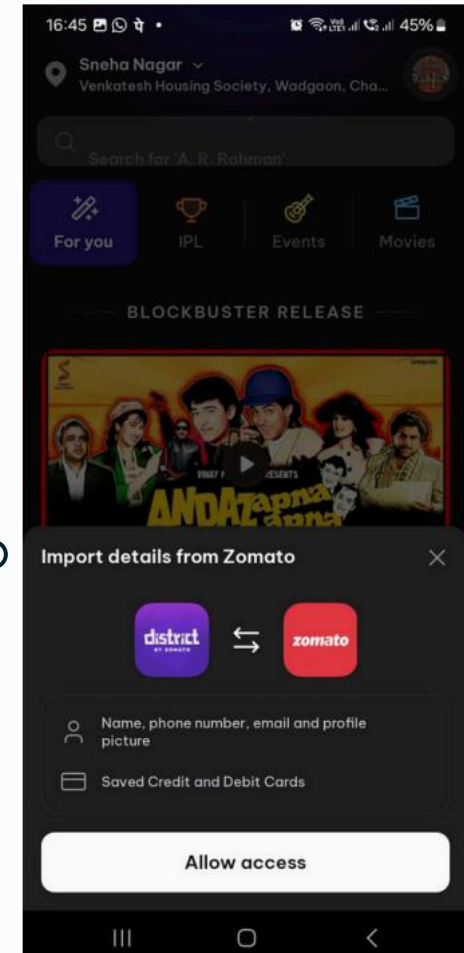 16:45 पे •
45%
Sneha Nagar
Venkatesh Housing Society, Wadgaon, Cha...
Search for 'A. R. Rahman'
For you
IPL
Events
Movies
BLOCKBUSTER RELEASE
ANDAZ apna apna
Import details from Zomato
district
BY ZOMATO
zomato
Name, phone number, email and profile
picture
Saved Credit and Debit Cards
Allow access